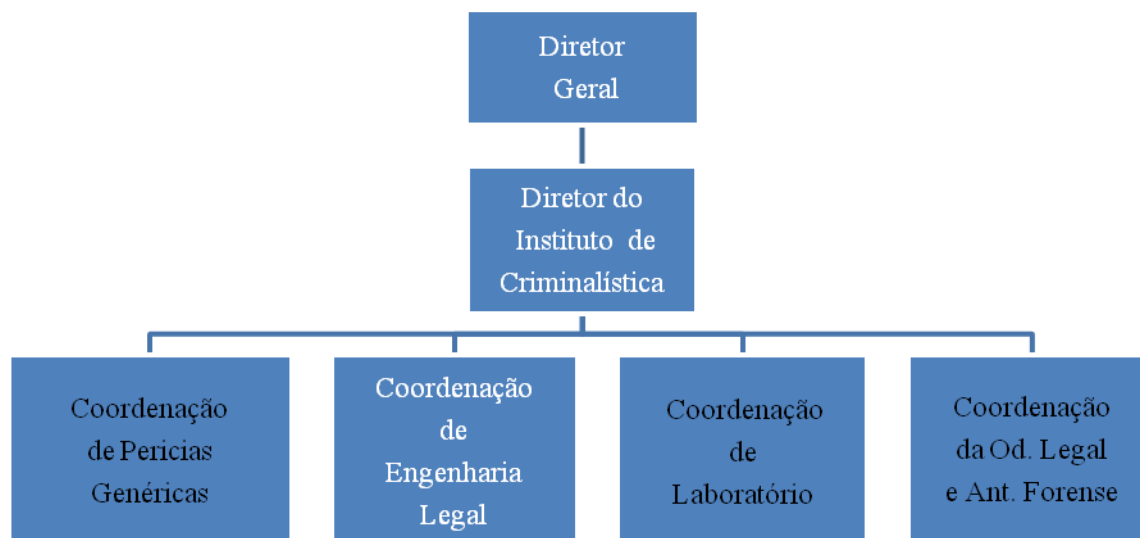 Diretor
Geral
Diretor do
Instituto de
Criminalística
Coordenação
de Pericias
Genéricas
Coordenação
de
Engenharia
Legal
Coordenação
de
Laboratório
Coordenação
da Od. Legal
e Ant. Forense